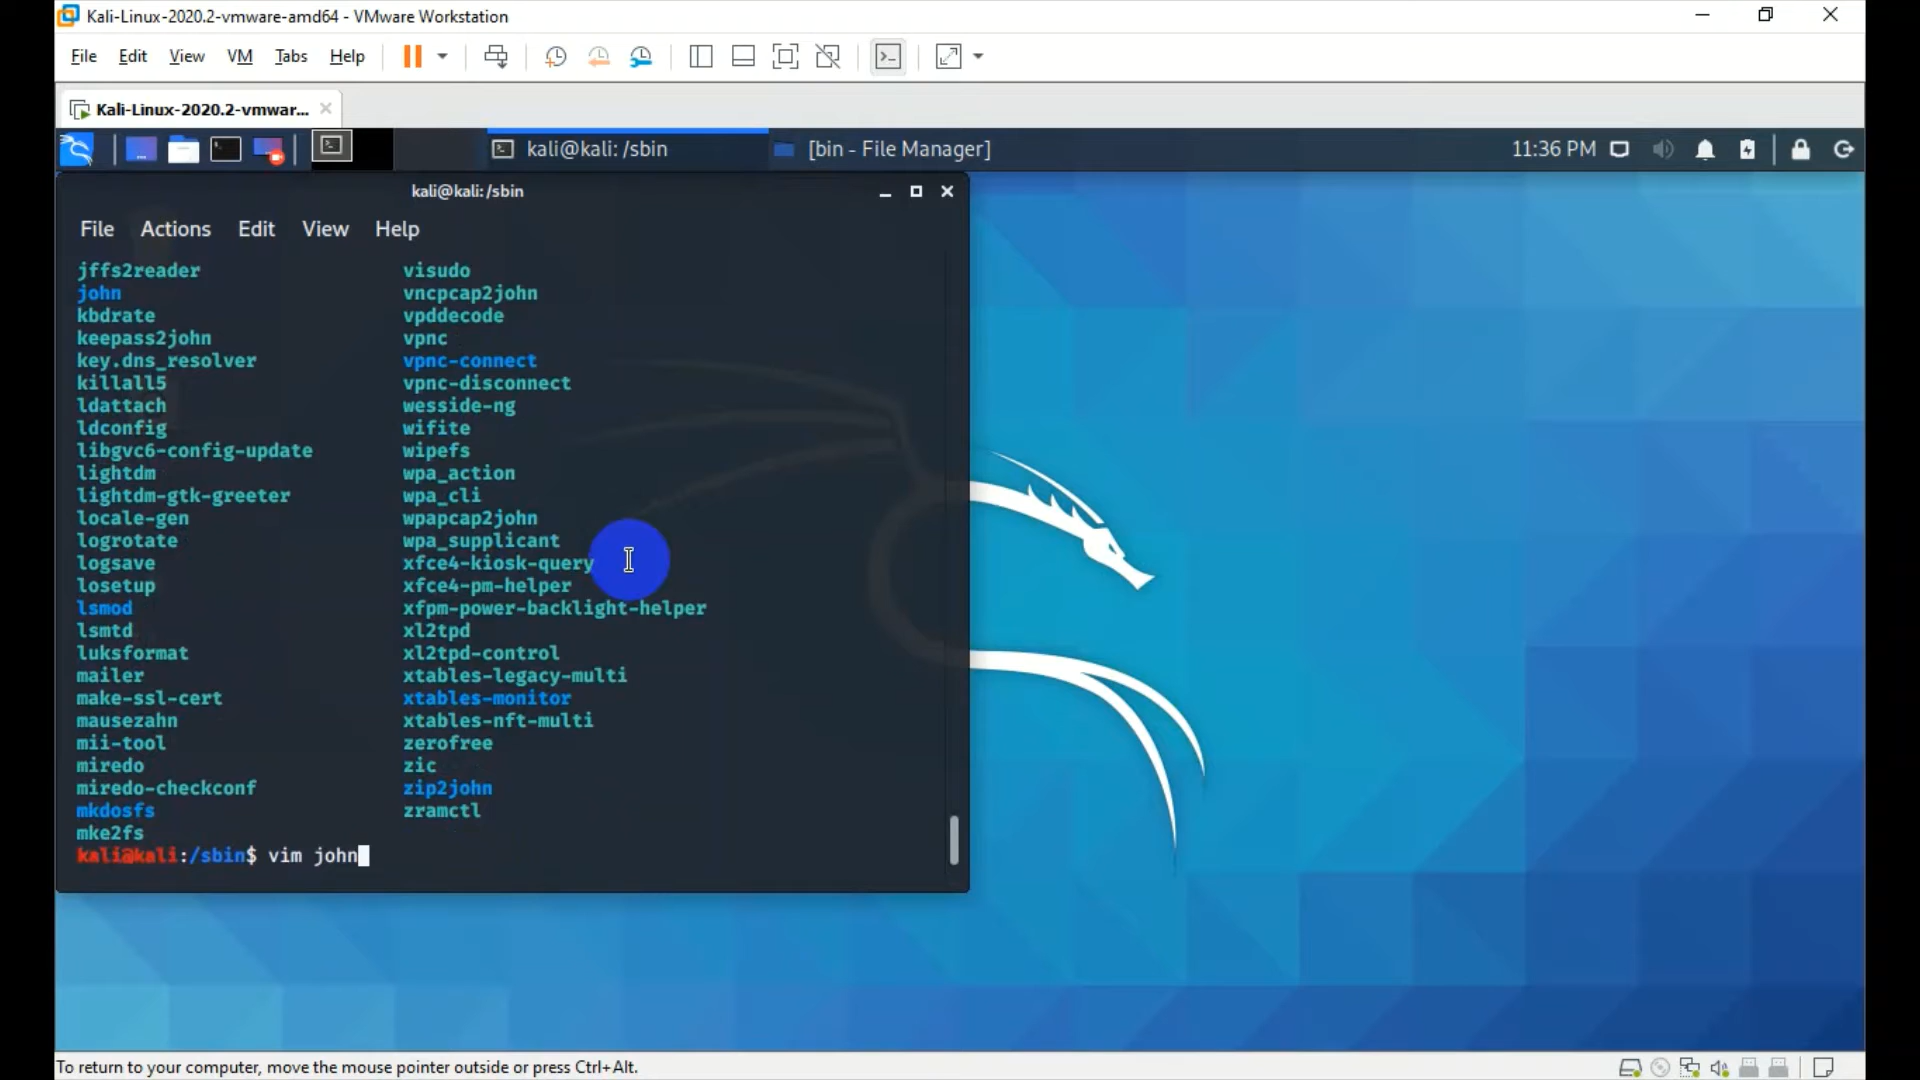 Kali-Linux-2020.2-vmware-amd64 - VMware Workstation
File Edit View VM Tabs Help
Kali-Linux-2020.2-vmwar...
kali@kali: /sbin [bin - File Manager] 11:36 PM
kali@kali:/sbin
File Actions Edit View Help
jffs2reader visudo
john vncpcap2john
kbdrate vpddecode
keepass2john vpnc
key.dns_resolver vpnc-connect
killall5 vpnc-disconnect
ldattach wesside-ng
ldconfig wifite
libgvc6-config-update wipefs
lightdm wpa_action
lightdm-gtk-greeter wpa_cli
locale-gen wpapcap2john
logrotate wpa_supplicant
logsave xfce4-kiosk-query
losetup xfce4-pm-helper
lsmod xfpm-power-backlight-helper
lsmtd xl2tpd
luksformat xl2tpd-control
mailer xtables-legacy-multi
make-ssl-cert xtables-monitor
mausezahn xtables-nft-multi
mii-tool zerofree
miredo zic
miredo-checkconf zip2john
mkdosfs zramctl
mke2fs
kali@kali:/sbin$ vim john
To return to your computer, move the mouse pointer outside or press Ctrl+Alt.